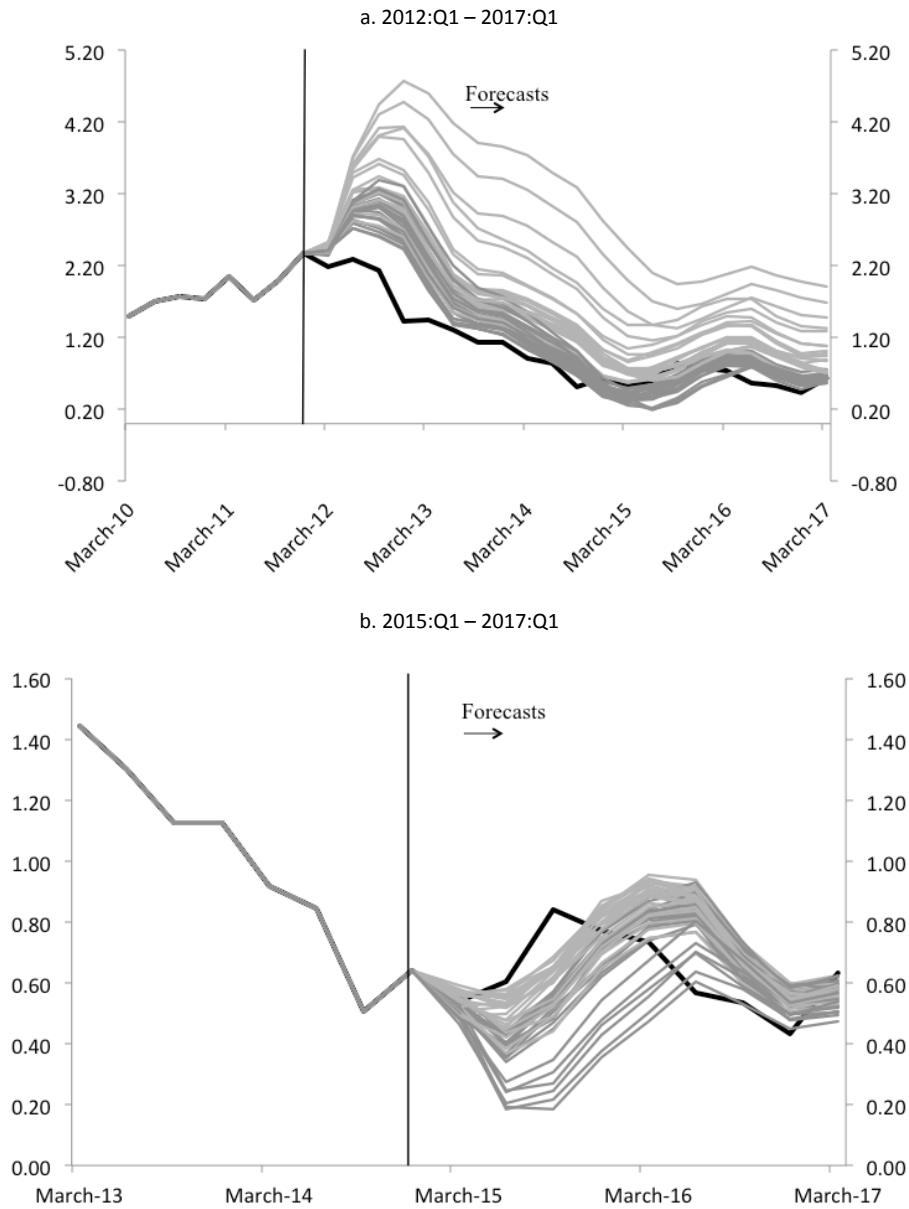 a. 2012:Q1 – 2017:Q1
5.20 5.20
Forecasts
4.20 4.20
3.20 3.20
2.20 2.20
1.20 1.20
0.20 0.20
-0.80 -0.80
March-10 March-11 March-12 March-13 March-14 March-15 March-16 March-17
b. 2015:Q1 – 2017:Q1
1.60 1.60
Forecasts
1.40 1.40
1.20 1.20
1.00 1.00
0.80 0.80
0.60 0.60
0.40 0.40
0.20 0.20
0.00 0.00
March-13 March-14 March-15 March-16 March-17